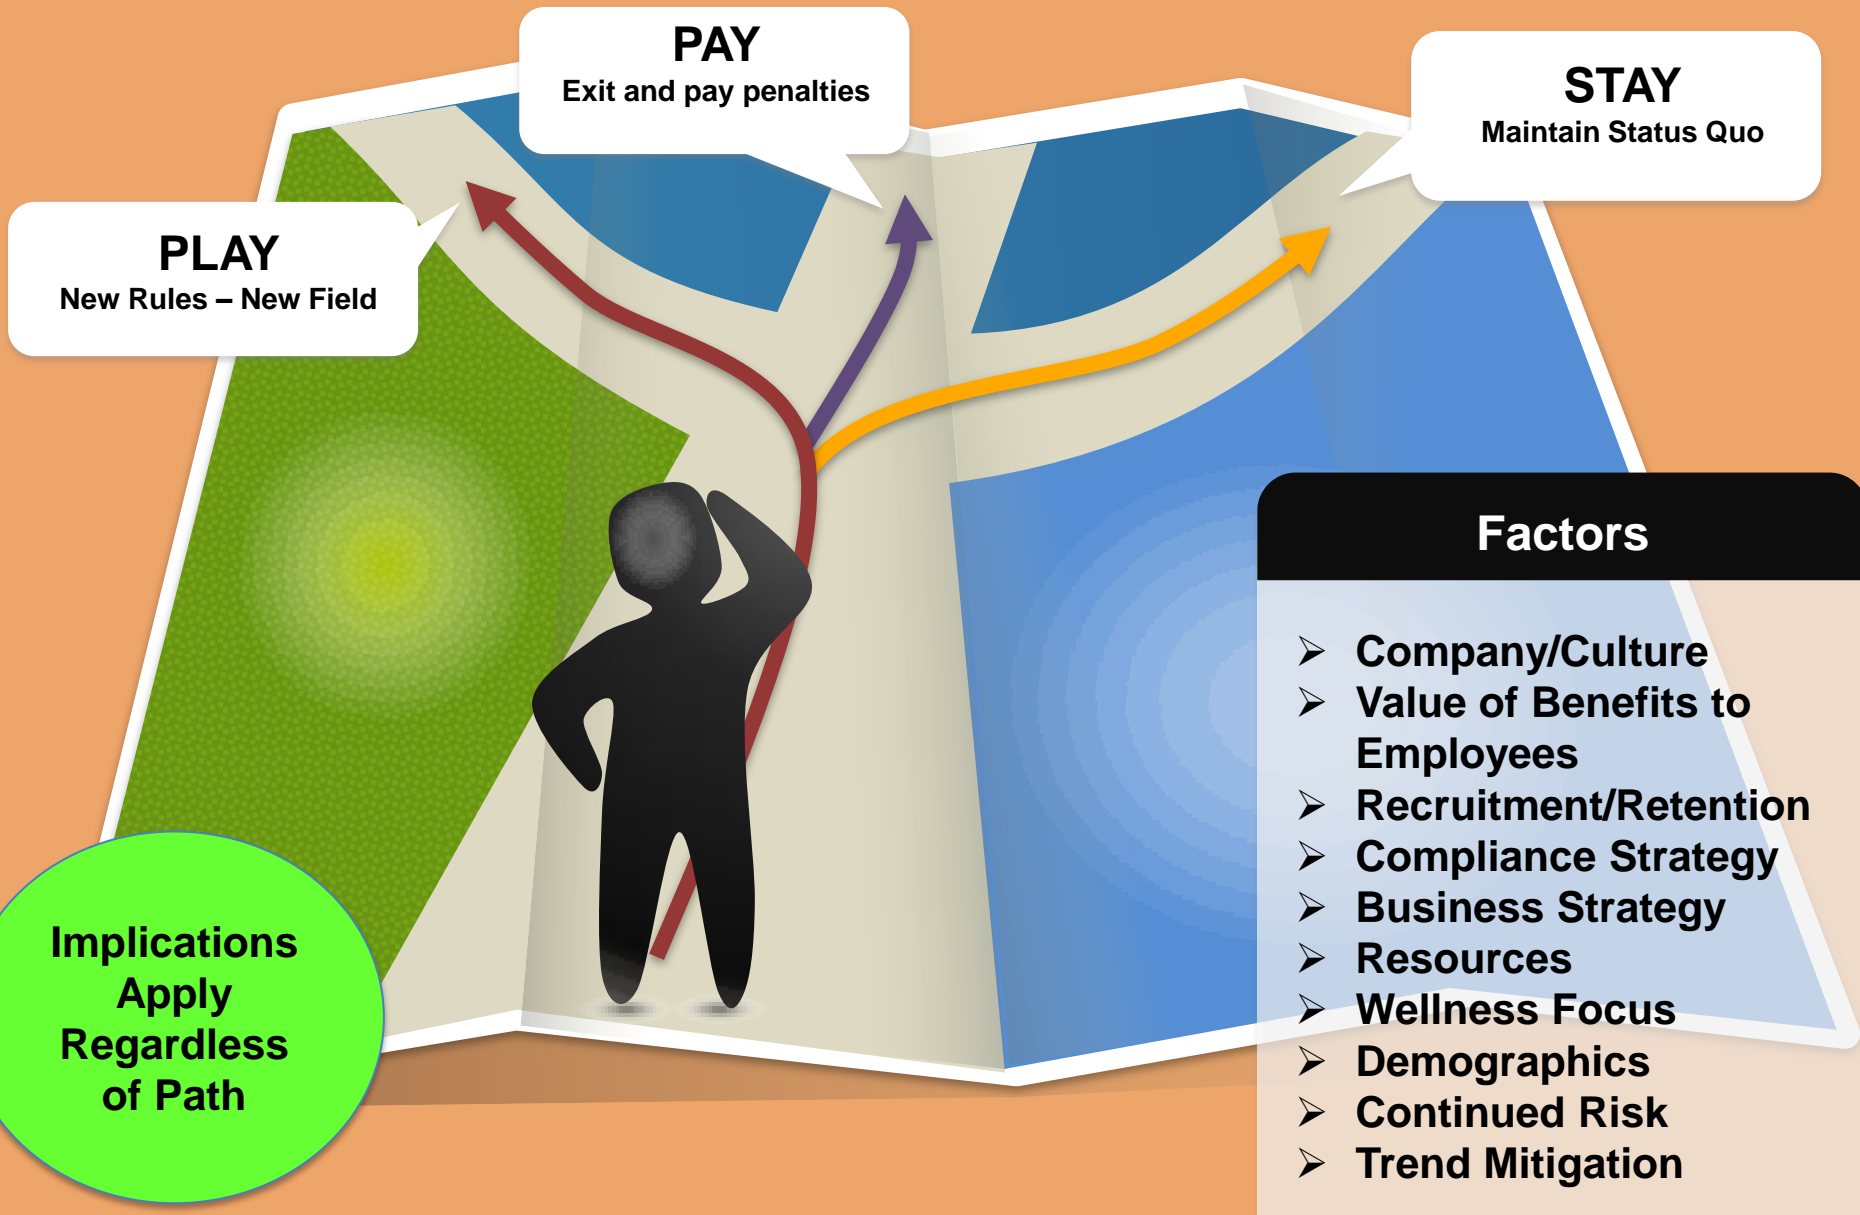 PAY
Exit and pay penalties
STAY
Maintain Status Quo
PLAY
New Rules – New Field
Factors
➢ Company/Culture
➢ Value of Benefits to
Employees
➢ Recruitment/Retention
➢ Compliance Strategy
➢ Business Strategy
➢ Resources
➢ Wellness Focus
➢ Demographics
➢ Continued Risk
➢ Trend Mitigation
Implications
Apply
Regardless
of Path